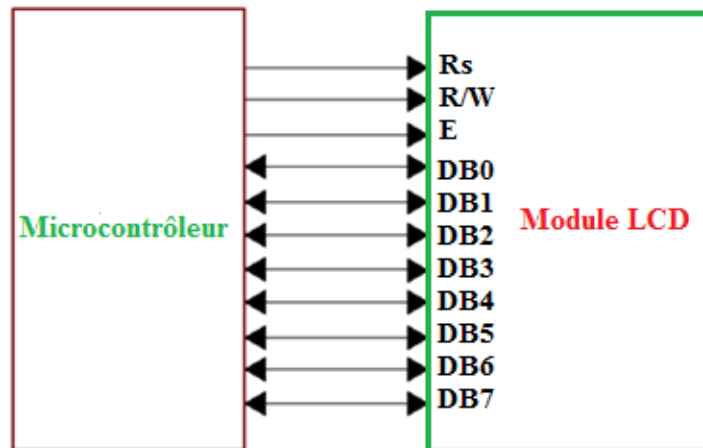 Rs
R/W
E
DB0
DB1
DB2
DB3
DB4
DB5
DB6
DB7
Microcontrôleur
Module LCD